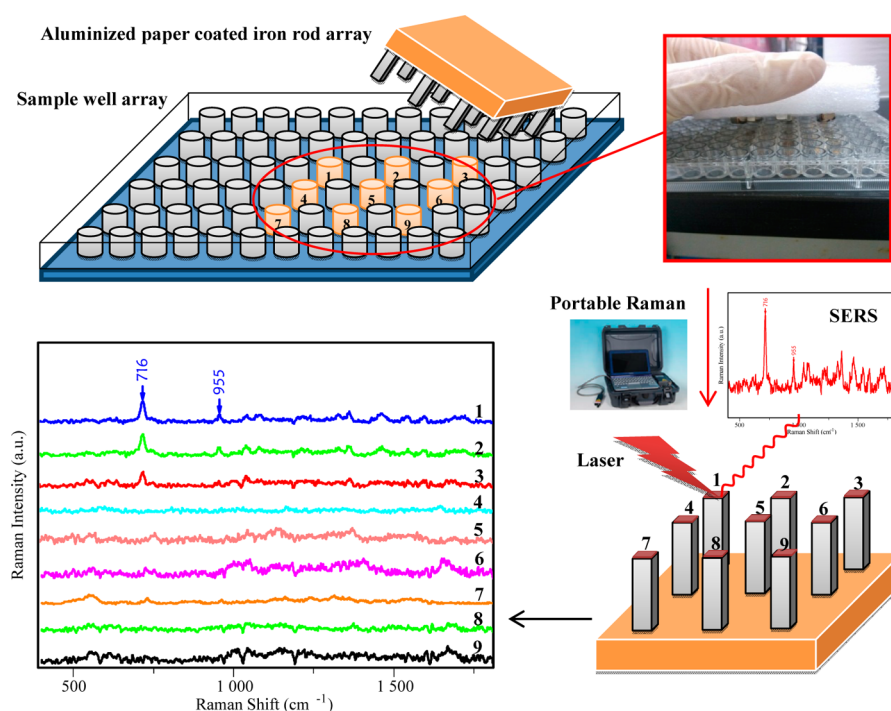 Aluminized paper coated iron rod array
Sample well array
1 2 3
4 5 6
7 8 9
Portable Raman
SERS
716
955
Raman Intensity (a.u.)
500 1 000 1 500
Raman Shift (cm⁻¹)
Laser
1 2 3
4 5 6
7 8 9
716
955
1
2
3
4
5
6
7
8
9
Raman Intensity (a.u.)
500 1 000 1 500
Raman Shift (cm ⁻¹)